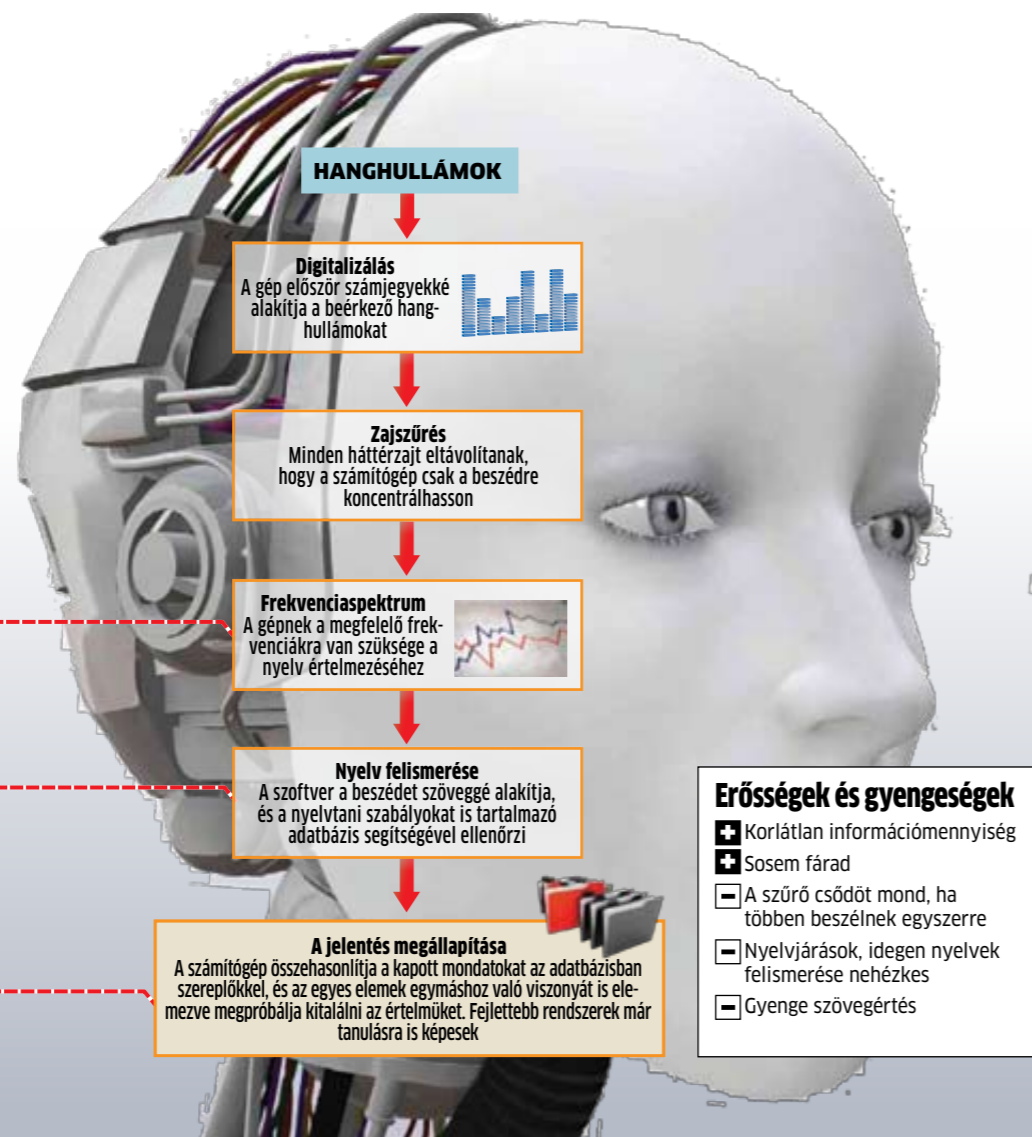 HANGHULLÁMOK
Digitalizálás
A gép először számjegyekké
alakítja a beérkező hang-
hullámokat
Zajszűrés
Minden háttérzajt eltávolítanak,
hogy a számítógép csak a beszédre
koncentrálhasson
Frekvenciaspektrum
A gépnek a megfelelő frek-
venciákra van szüksége a
nyelv értelmezéséhez
Nyelv felismerése
A szoftver a beszédet szöveggé alakítja,
és a nyelvtani szabályokat is tartalmazó
adatbázis segítségével ellenőrzi
A jelentés megállapítása
A számítógép összehasonlítja a kapott mondatokat az adatbázisban
szereplőkkel, és az egyes elemek egymáshoz való viszonyát is ele-
mezve megpróbálja kitalálni az értelmüket. Fejlettebb rendszerek már
tanulásra is képesek
Erősségek és gyengeségek
+ Korlátlan információmennyiség
+ Sosem fárad
- A szűrő csődöt mond, ha
többen beszélnek egyszerre
- Nyelvjárások, idegen nyelvek
felismerése nehézkes
- Gyenge szövegértés